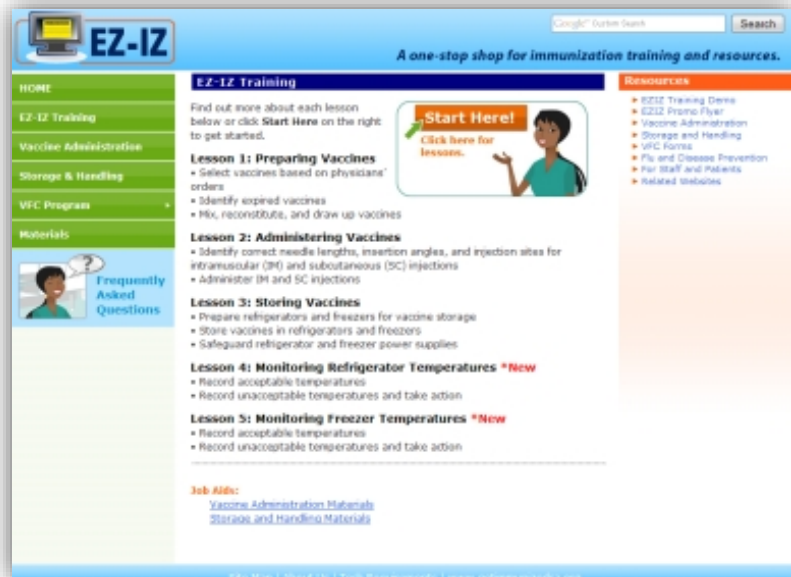 EZ-IZ
Google™ Custom Search
Search
A one-stop shop for immunization training and resources.
HOME
EZ-IZ Training
Vaccine Administration
Storage & Handling
VFC Program
Materials
?
Frequently
Asked
Questions
EZ-IZ Training
Find out more about each lesson
below or click Start Here on the right
to get started.
Start Here!
Click here for
lessons.
Lesson 1: Preparing Vaccines
• Select vaccines based on physicians'
orders
• Identify expired vaccines
• Mix, reconstitute, and draw up vaccines
Lesson 2: Administering Vaccines
• Identify correct needle lengths, insertion angles, and injection sites for
intramuscular (IM) and subcutaneous (SC) injections
• Administer IM and SC injections
Lesson 3: Storing Vaccines
• Prepare refrigerators and freezers for vaccine storage
• Store vaccines in refrigerators and freezers
• Safeguard refrigerator and freezer power supplies
Lesson 4: Monitoring Refrigerator Temperatures *New
• Record acceptable temperatures
• Record unacceptable temperatures and take action
Lesson 5: Monitoring Freezer Temperatures *New
• Record acceptable temperatures
• Record unacceptable temperatures and take action
Job Aids:
Vaccine Administration Materials
Storage and Handling Materials
Resources
EZIZ Training Demo
EZIZ Promo Flyer
Vaccine Administration
Storage and Handling
VFC Forms
Flu and Disease Prevention
For Staff and Patients
Related Websites
Site Map | About Us | Tech Requirements |